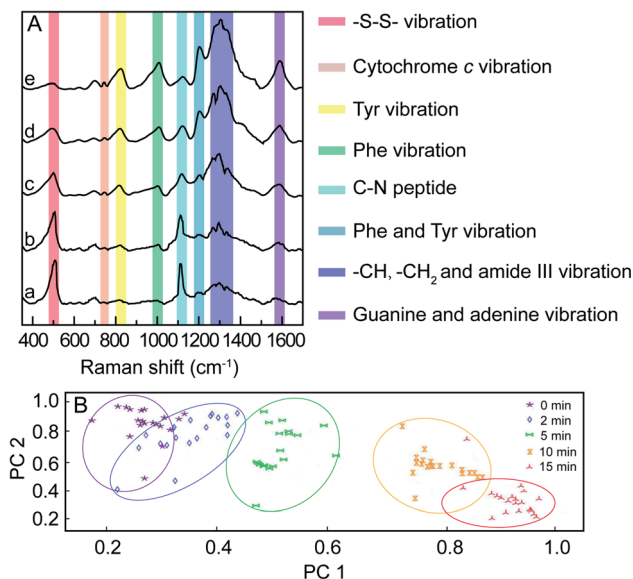 A
e
d
c
b
a
400 600 800 1000 1200 1400 1600
Raman shift (cm⁻¹)
-S-S- vibration
Cytochrome c vibration
Tyr vibration
Phe vibration
C-N peptide
Phe and Tyr vibration
-CH, -CH₂ and amide III vibration
Guanine and adenine vibration
B
1.0
0.8
0.6
0.4
0.2
PC 2
0.2 0.4 0.6 0.8 1.0
PC 1
0 min
2 min
5 min
10 min
15 min